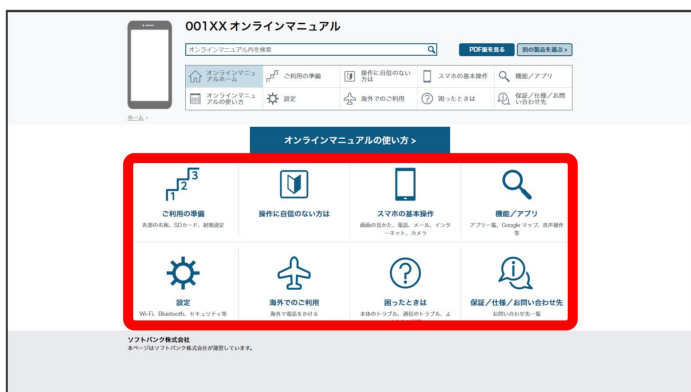 001XX オンラインマニュアル
オンラインマニュアル内を検索
PDF版を見る
別の製品を選ぶ>
オンラインマニュ
アルホーム
ご利用の準備
操作に自信のない
方は
スマホの基本操作
機能/アプリ
オンラインマニュ
アルの使い方
設定
海外でのご利用
困ったときは
保証/仕様/お問
い合わせ先
ホーム >
オンラインマニュアルの使い方 >
1 2 3
ご利用の準備
操作に自信のない方は
スマホの基本操作
機能/アプリ
各部の名称、SDカード、初期設定
画面の見かた、電話、メール、インタ
ーネット、カメラ
アプリ一覧、Google マップ、音声操作
等
設定
海外でのご利用
困ったときは
保証/仕様/お問い合わせ先
Wi-Fi、Bluetooth、セキュリティ等
海外で電話をかける
本体のトラブル、通信のトラブル、よ
お問い合わせ先一覧
ソフトバンク株式会社
本ページはソフトバンク株式会社が運営しています。